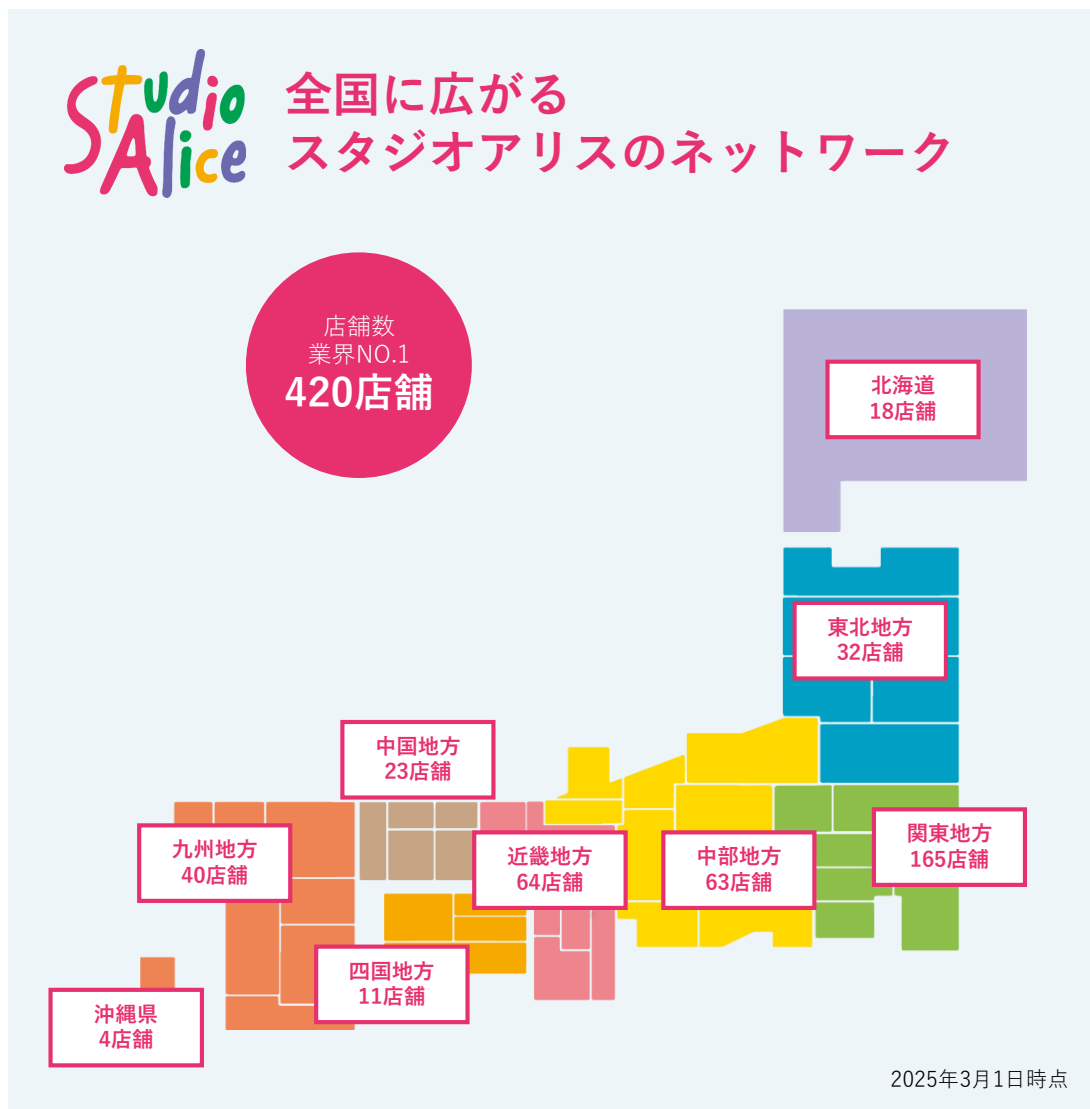 Studio
Alice
全国に広がる
スタジオアリスのネットワーク
店舗数
業界NO.1
420店舗
北海道
18店舗
東北地方
32店舗
中国地方
23店舗
九州地方
40店舗
近畿地方
64店舗
中部地方
63店舗
関東地方
165店舗
四国地方
11店舗
沖縄県
4店舗
2025年3月1日時点